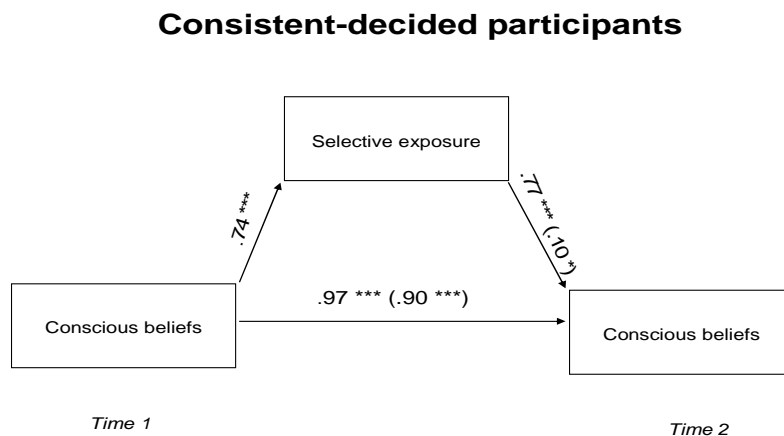 Consistent-decided participants
Selective exposure
.74 ***
.77 *** (.10 *)
.97 *** (.90 ***)
Conscious beliefs
Conscious beliefs
Time 1
Time 2